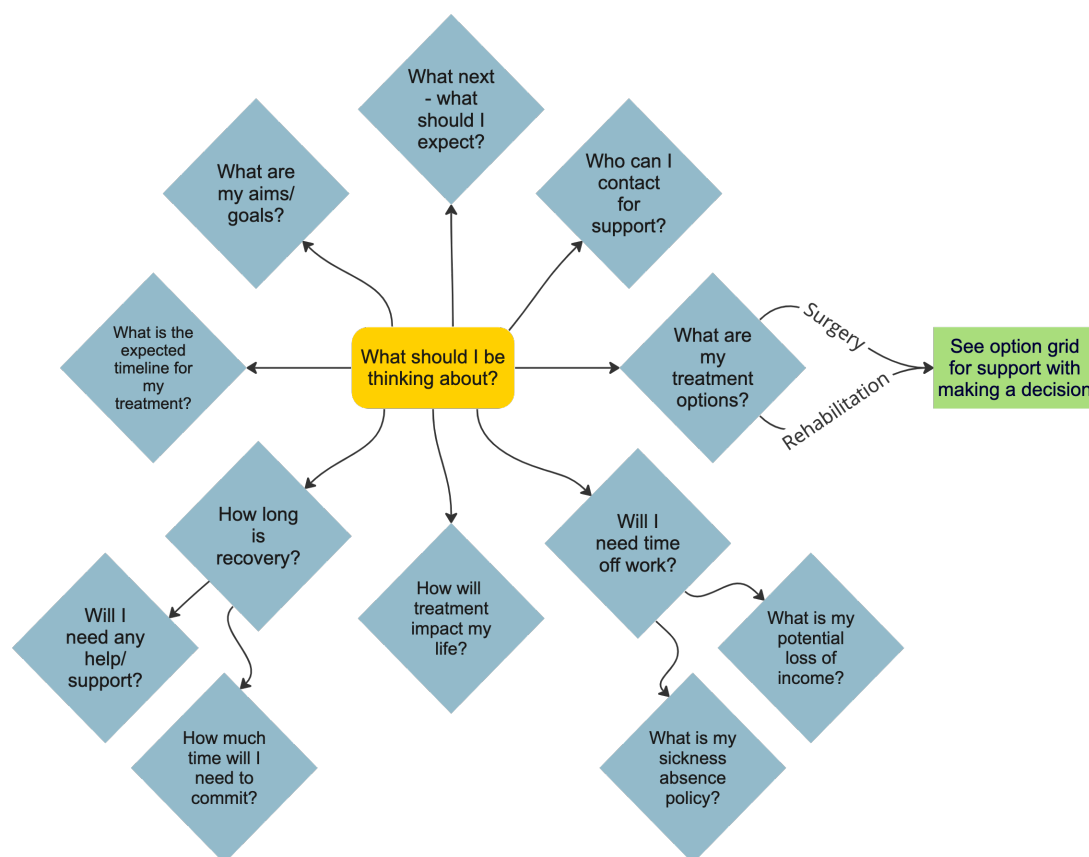 What next
- what
should I
expect?
What are
my aims/
goals?
Who can I
contact
for
support?
What is the
expected
timeline for
my
treatment?
What should I be
thinking about?
What are
my
treatment
options?
Surgery
Rehabilitation
See option grid
for support with
making a decision
How long
is
recovery?
How will
treatment
impact my
life?
Will I
need time
off work?
Will I
need any
help/
support?
What is my
potential
loss of
income?
How much
time will I
need to
commit?
What is my
sickness
absence
policy?